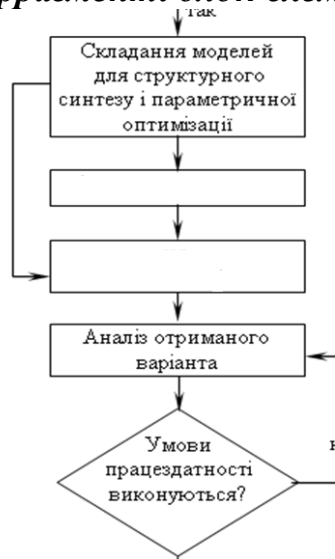 так
Складання моделей
для структурного
синтезу і параметричної
оптимізації
Аналіз отриманого
варіанта
Умови
працездатності
виконуються?